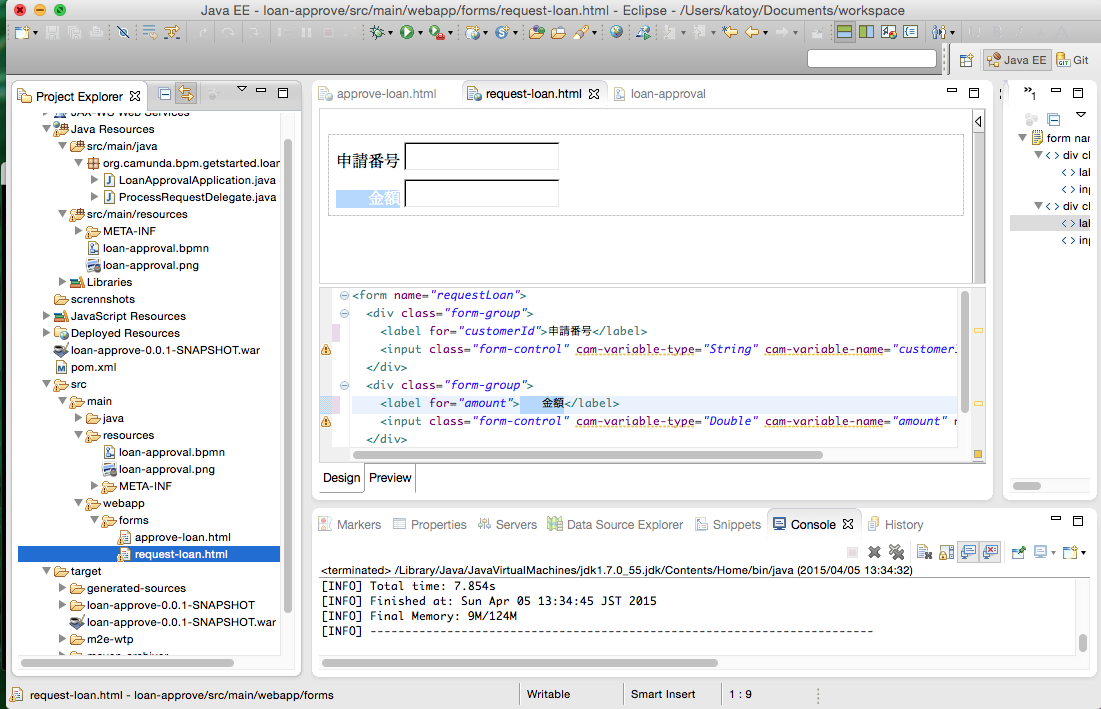 Java EE - loan-approve/src/main/webapp/forms/request-loan.html - Eclipse - /Users/katoy/Documents/workspace
Java EE
Git
Project Explorer
JAX-WS Web Services
Java Resources
src/main/java
org.camunda.bpm.getstarted.loan
LoanApprovalApplication.java
ProcessRequestDelegate.java
src/main/resources
META-INF
loan-approval.bpmn
loan-approval.png
Libraries
scrennshots
JavaScript Resources
Deployed Resources
loan-approve-0.0.1-SNAPSHOT.war
pom.xml
src
main
java
resources
loan-approval.bpmn
loan-approval.png
META-INF
webapp
forms
approve-loan.html
request-loan.html
target
generated-sources
loan-approve-0.0.1-SNAPSHOT
loan-approve-0.0.1-SNAPSHOT.war
m2e-wtp
maven-archiver
approve-loan.html
request-loan.html
loan-approval
申請番号
金額
<form name="requestLoan">
<div class="form-group">
<label for="customerId">申請番号</label>
<input class="form-control" cam-variable-type="String" cam-variable-name="customeri
</div>
<div class="form-group">
<label for="amount">　　金額</label>
<input class="form-control" cam-variable-type="Double" cam-variable-name="amount" r
</div>
Design
Preview
»1
form nar
<> div cl
<> lal
<> inp
<> div cl
<> lal
<> inp
Markers
Properties
Servers
Data Source Explorer
Snippets
Console
History
<terminated> /Library/Java/JavaVirtualMachines/jdk1.7.0_55.jdk/Contents/Home/bin/java (2015/04/05 13:34:32)
[INFO] Total time: 7.854s
[INFO] Finished at: Sun Apr 05 13:34:45 JST 2015
[INFO] Final Memory: 9M/124M
[INFO] ------------------------------------------------------------------------
request-loan.html - loan-approve/src/main/webapp/forms
Writable
Smart Insert
1 : 9